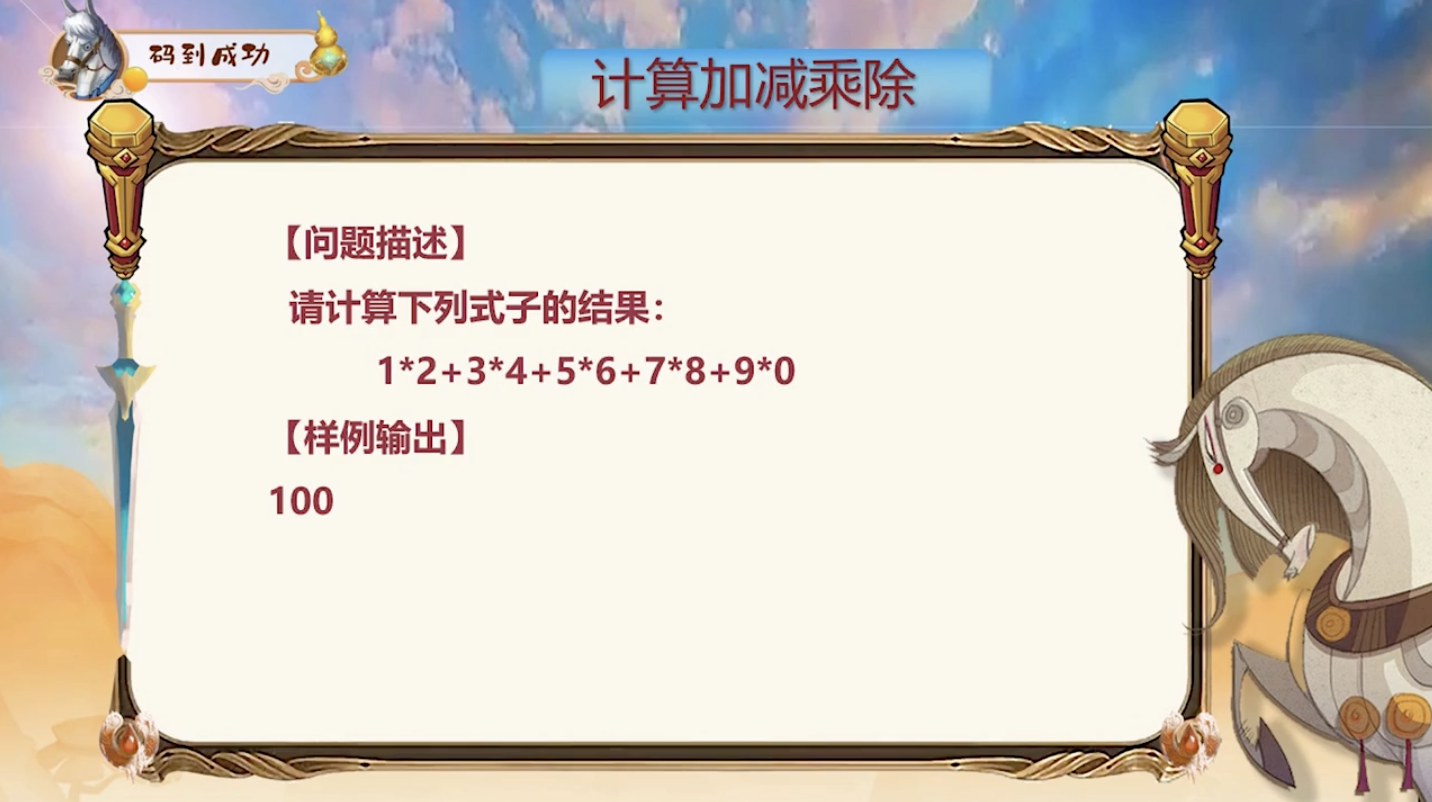 码到成功
计算加减乘除
【问题描述】
请计算下列式子的结果：
1*2+3*4+5*6+7*8+9*0
【样例输出】
100